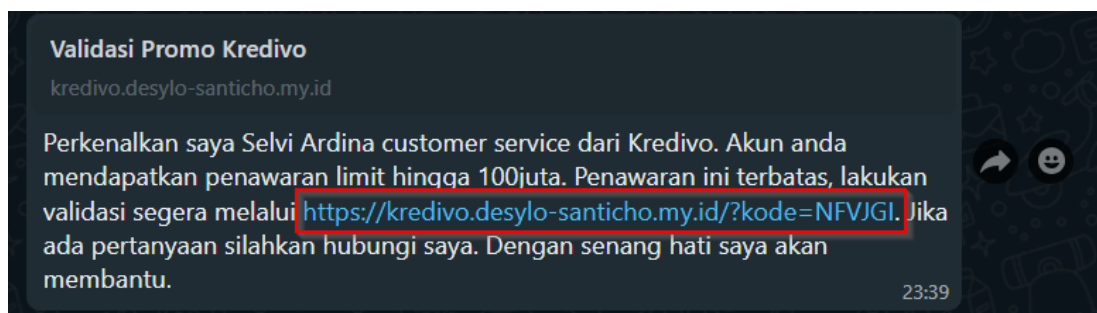 Validasi Promo Kredivo
kredivo.desylo-santicho.my.id
Perkenalkan saya Selvi Ardina customer service dari Kredivo. Akun anda
mendapatkan penawaran limit hingga 100juta. Penawaran ini terbatas, lakukan
validasi segera melalui https://kredivo.desylo-santicho.my.id/?kode=NFVJGI. Jika
ada pertanyaan silahkan hubungi saya. Dengan senang hati saya akan
membantu.
23:39